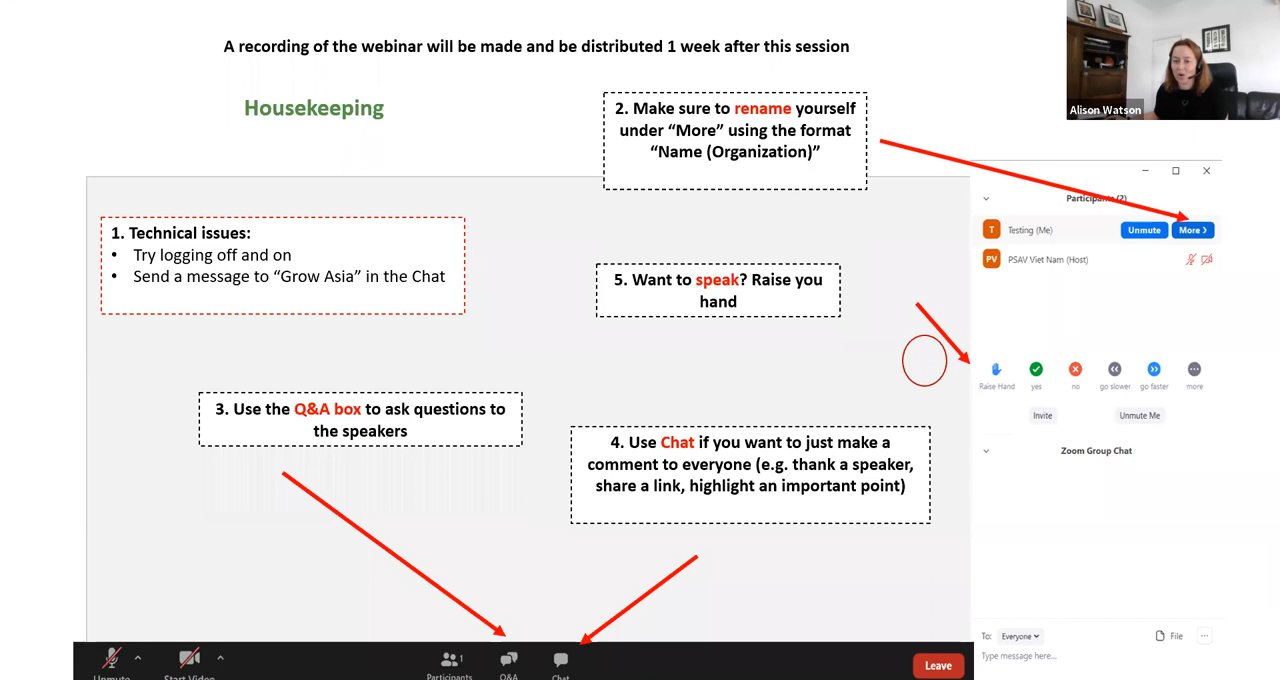 A recording of the webinar will be made and be distributed 1 week after this session
Housekeeping
Alison Watson
2. Make sure to rename yourself
under “More” using the format
“Name (Organization)”
1. Technical issues:
• Try logging off and on
• Send a message to “Grow Asia” in the Chat
Participants (2)
T Testing (Me) Unmute More
PV PSAV Viet Nam (Host)
5. Want to speak? Raise you
hand
Raise Hand yes no go slower go faster more
Invite Unmute Me
3. Use the Q&A box to ask questions to
the speakers
4. Use Chat if you want to just make a
comment to everyone (e.g. thank a speaker,
share a link, highlight an important point)
Zoom Group Chat
To: Everyone File
Type message here...
1
Unmute Start Video Participants Q&A Chat Leave